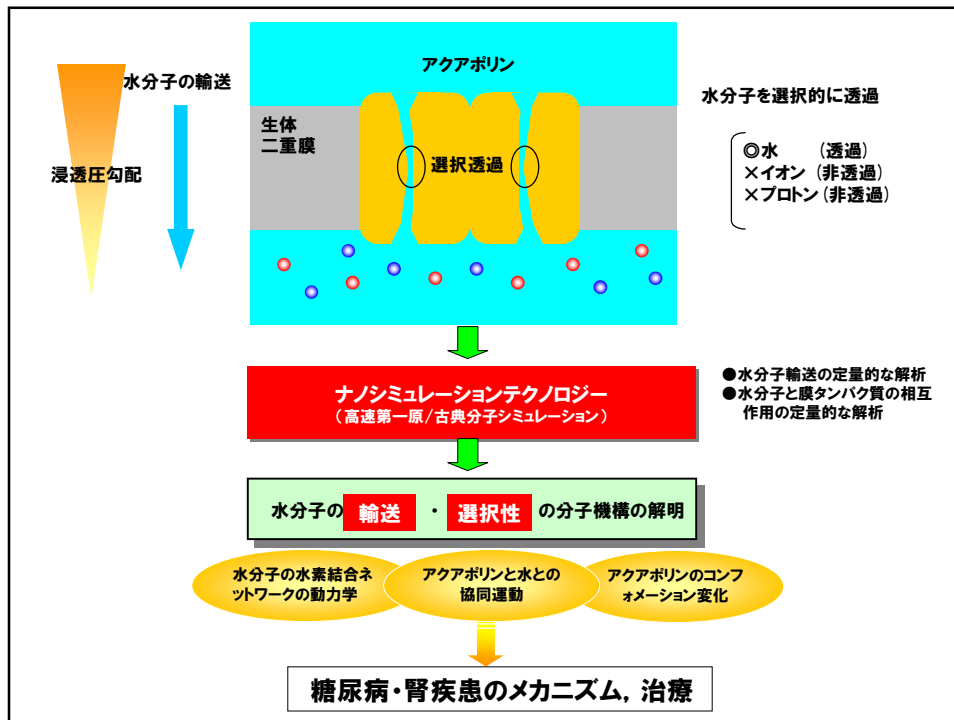 水分子の輸送
浸透圧勾配
アクアポリン
生体
二重膜
選択透過
水分子を選択的に透過
◎水　　(透過)
×イオン (非透過)
×プロトン(非透過)
ナノシミュレーションテクノロジー
(高速第一原/古典分子シミュレーション)
●水分子輸送の定量的な解析
●水分子と膜タンパク質の相互
作用の定量的な解析
水分子の 輸送 ・ 選択性 の分子機構の解明
水分子の水素結合ネ
ットワークの動力学
アクアポリンと水との
協同運動
アクアポリンのコンフ
ォメーション変化
糖尿病・腎疾患のメカニズム, 治療